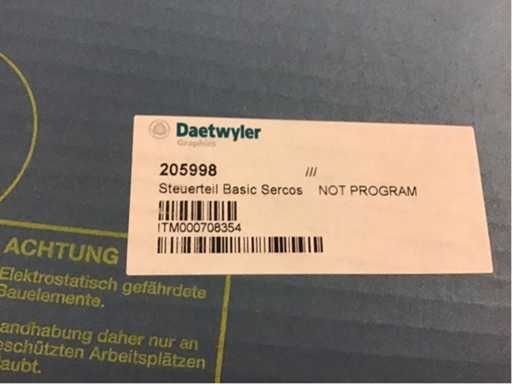 Daetwyler
Graphics
205998 ///
Steuerteil Basic Sercos NOT PROGRAM
ITM000708354
ACHTUNG
Elektrostatisch gefährdete
Bauelemente.
andhabung daher nur an
eschützten Arbeitsplätzen
aubt.